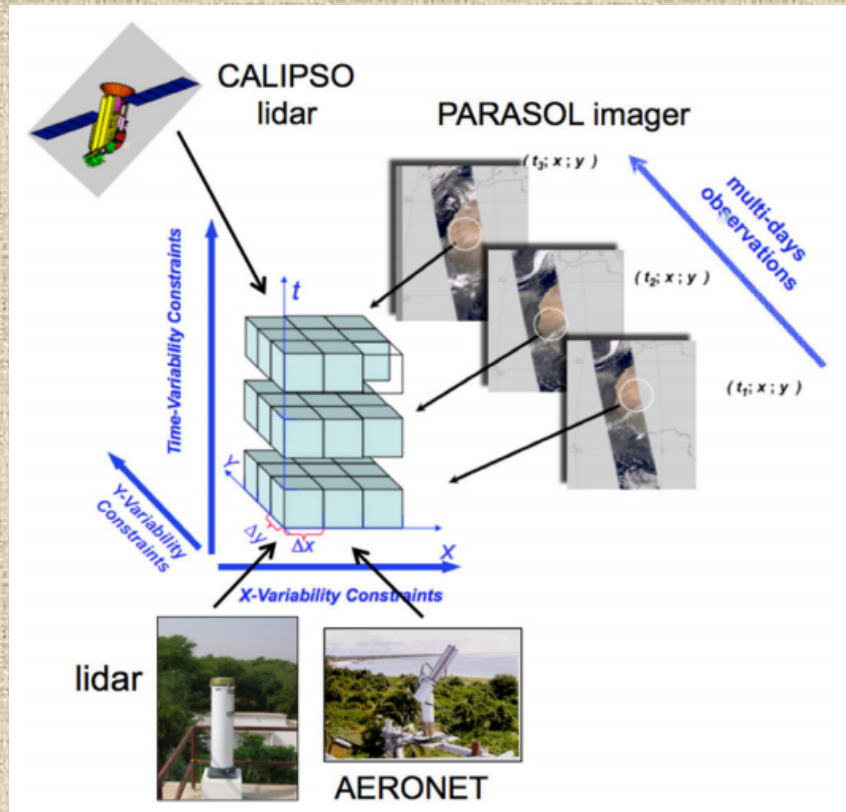 CALIPSO
lidar
PARASOL imager
( t3; x ; y )
multi-days
observations
( t2; x ; y )
( t1; x ; y )
Time-Variability Constraints
t
Y
Y-Variability
Constraints
Δy
Δx
X
X-Variability Constraints
lidar
AERONET